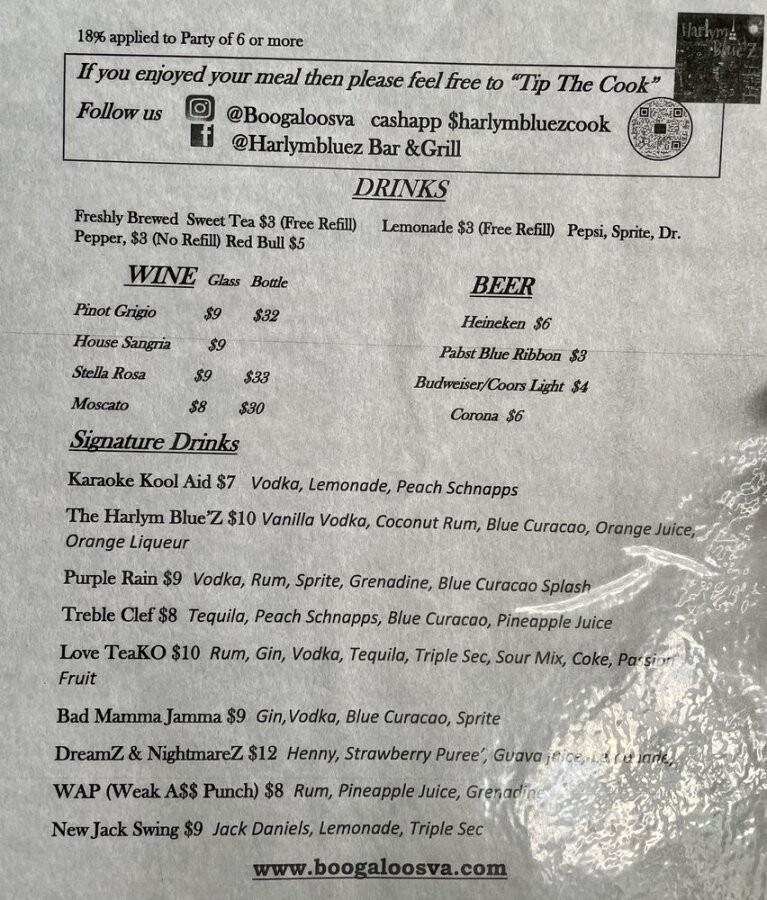 Harlym
Blue'Z
18% applied to Party of 6 or more
If you enjoyed your meal then please feel free to “Tip The Cook”
Follow us @Boogaloosva cashapp $harlymbluezcook
@Harlymbluez Bar &Grill
DRINKS
Freshly Brewed Sweet Tea $3 (Free Refill) Lemonade $3 (Free Refill) Pepsi, Sprite, Dr.
Pepper, $3 (No Refill) Red Bull $5
WINE Glass Bottle
Pinot Grigio $9 $32
House Sangria $9
Stella Rosa $9 $33
Moscato $8 $30
BEER
Heineken $6
Pabst Blue Ribbon $3
Budweiser/Coors Light $4
Corona $6
Signature Drinks
Karaoke Kool Aid $7 Vodka, Lemonade, Peach Schnapps
The Harlym Blue’Z $10 Vanilla Vodka, Coconut Rum, Blue Curacao, Orange Juice,
Orange Liqueur
Purple Rain $9 Vodka, Rum, Sprite, Grenadine, Blue Curacao Splash
Treble Clef $8 Tequila, Peach Schnapps, Blue Curacao, Pineapple Juice
Love TeaKO $10 Rum, Gin, Vodka, Tequila, Triple Sec, Sour Mix, Coke, Passion
Fruit
Bad Mamma Jamma $9 Gin,Vodka, Blue Curacao, Sprite
DreamZ & NightmareZ $12 Henny, Strawberry Puree’, Guava juice,
WAP (Weak A$$ Punch) $8 Rum, Pineapple Juice, Grenadine
New Jack Swing $9 Jack Daniels, Lemonade, Triple Sec
www.boogaloosva.com